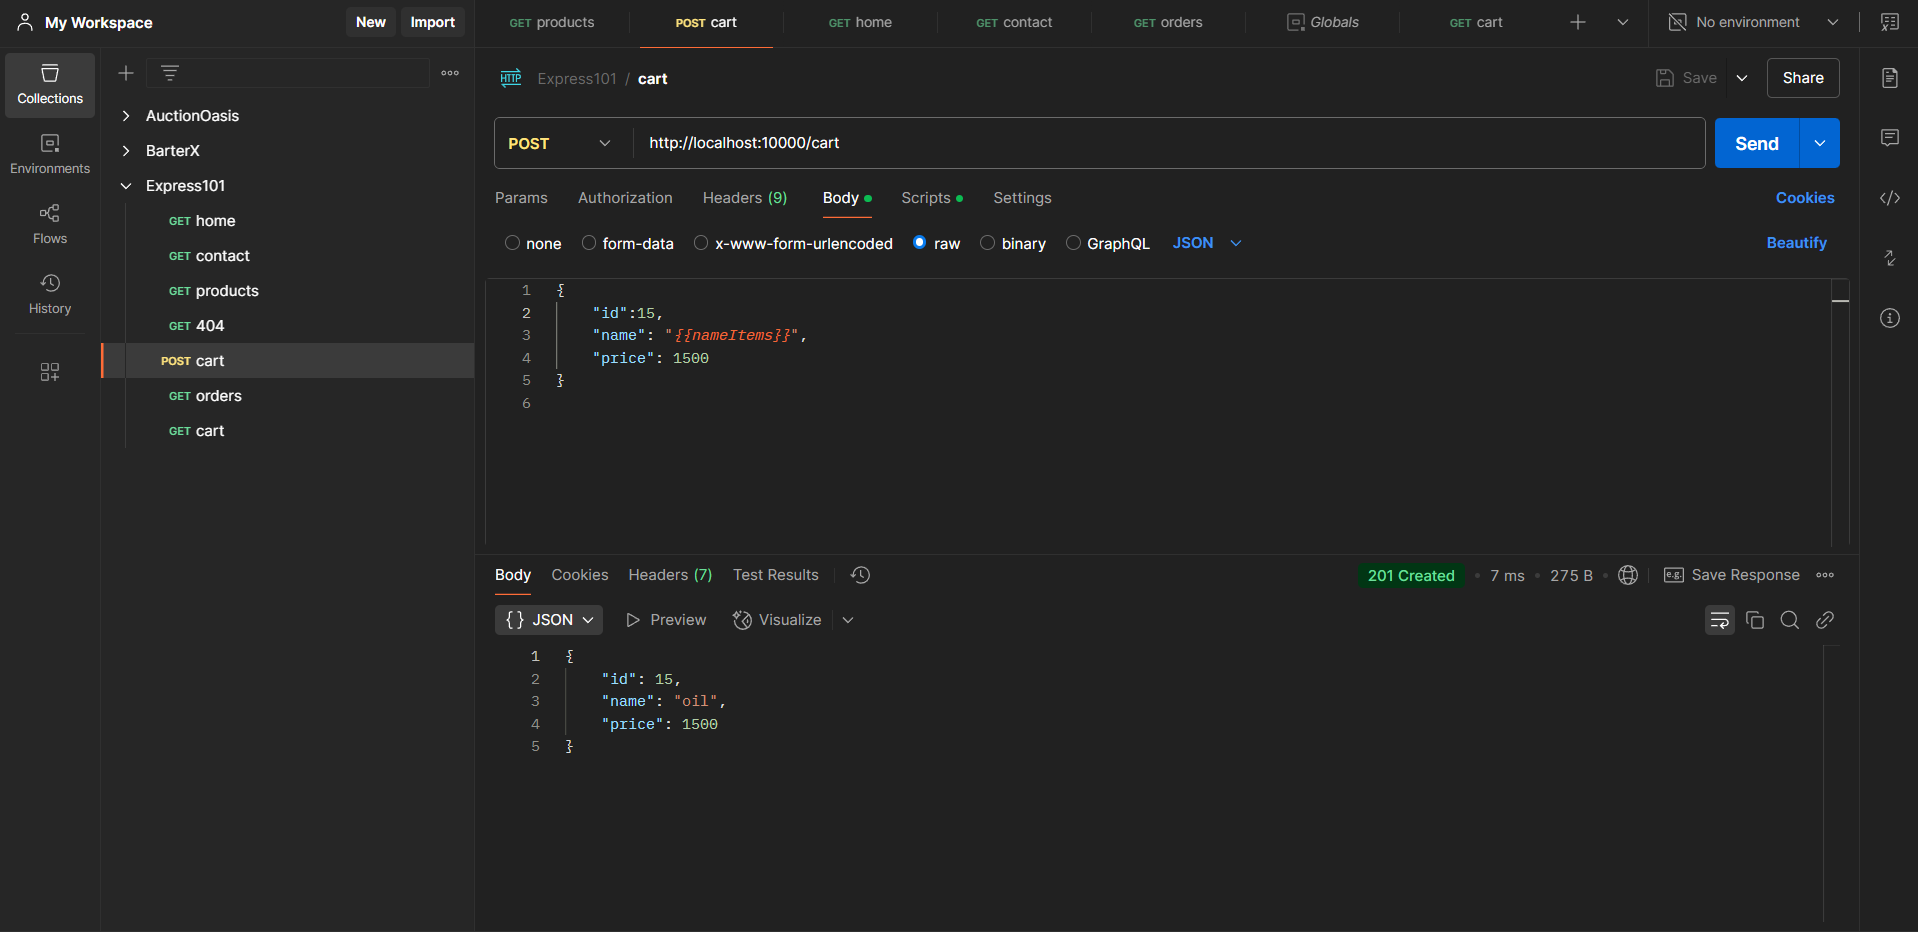 My Workspace
New
Import
GET products
POST cart
GET home
GET contact
GET orders
Globals
GET cart
No environment
Collections
Environments
Flows
History
AuctionOasis
BarterX
Express101
GET home
GET contact
GET products
GET 404
POST cart
GET orders
GET cart
HTTP Express101 / cart
Save
Share
POST http://localhost:10000/cart
Send
Params Authorization Headers (9) Body Scripts Settings
Cookies
none form-data x-www-form-urlencoded raw binary GraphQL JSON
Beautify
1 {
2 "id":15,
3 "name": "{{nameItems}}",
4 "price": 1500
5 }
6
Body Cookies Headers (7) Test Results
201 Created • 7 ms • 275 B • e.g. Save Response
{} JSON Preview Visualize
1 {
2 "id": 15,
3 "name": "oil",
4 "price": 1500
5 }